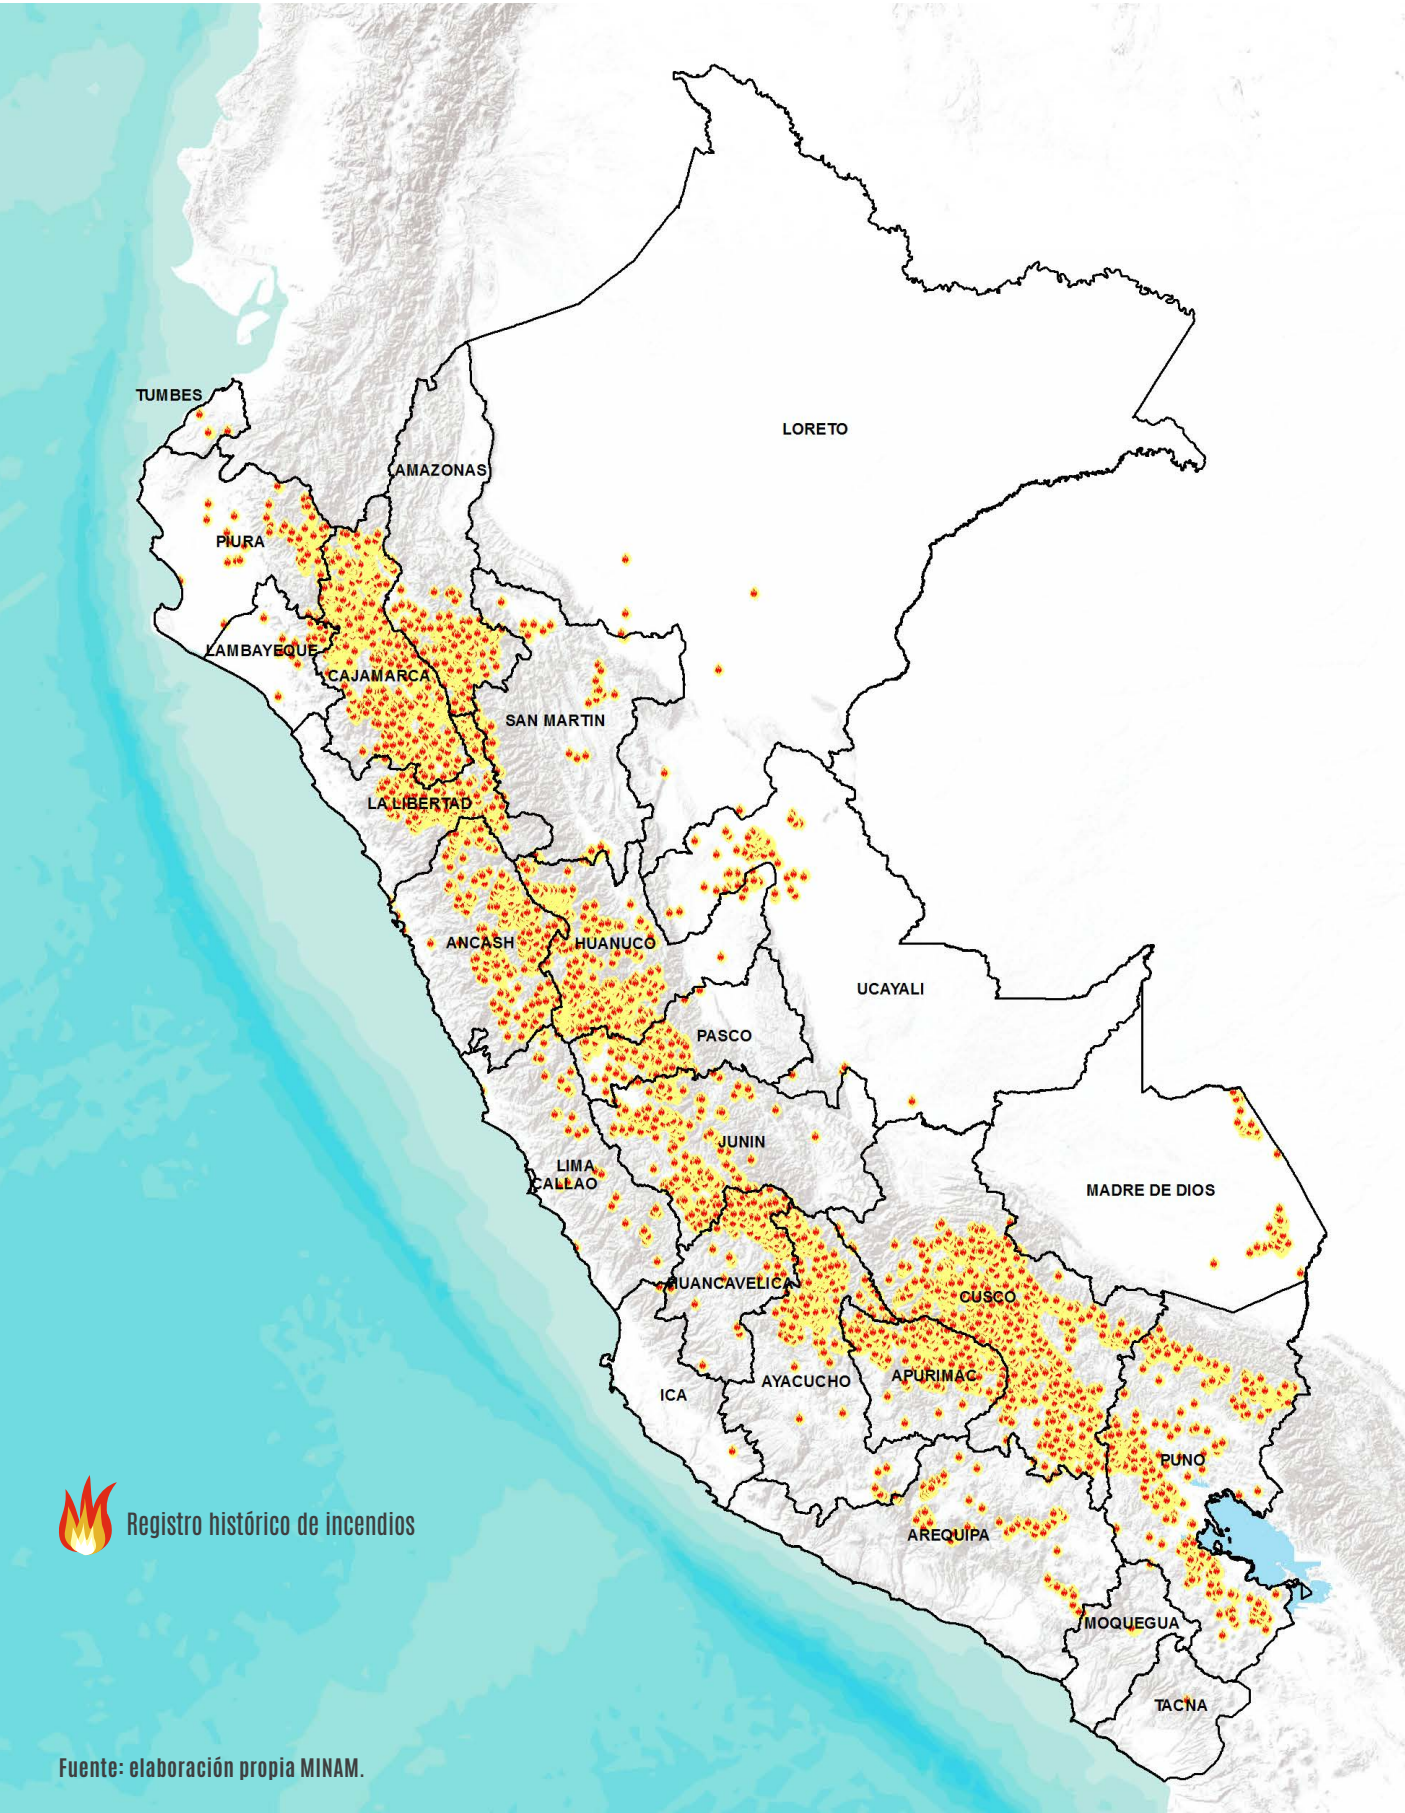 TUMBES
LORETO
AMAZONAS
PIURA
LAMBAYEQUE
CAJAMARCA
SAN MARTIN
LA LIBERTAD
ANCASH
HUANUCO
UCAYALI
PASCO
JUNIN
LIMA
CALLAO
MADRE DE DIOS
HUANCAVELICA
CUSCO
AYACUCHO
APURIMAC
ICA
PUNO
Registro histórico de incendios
AREQUIPA
MOQUEGUA
TACNA
Fuente: elaboración propia MINAM.